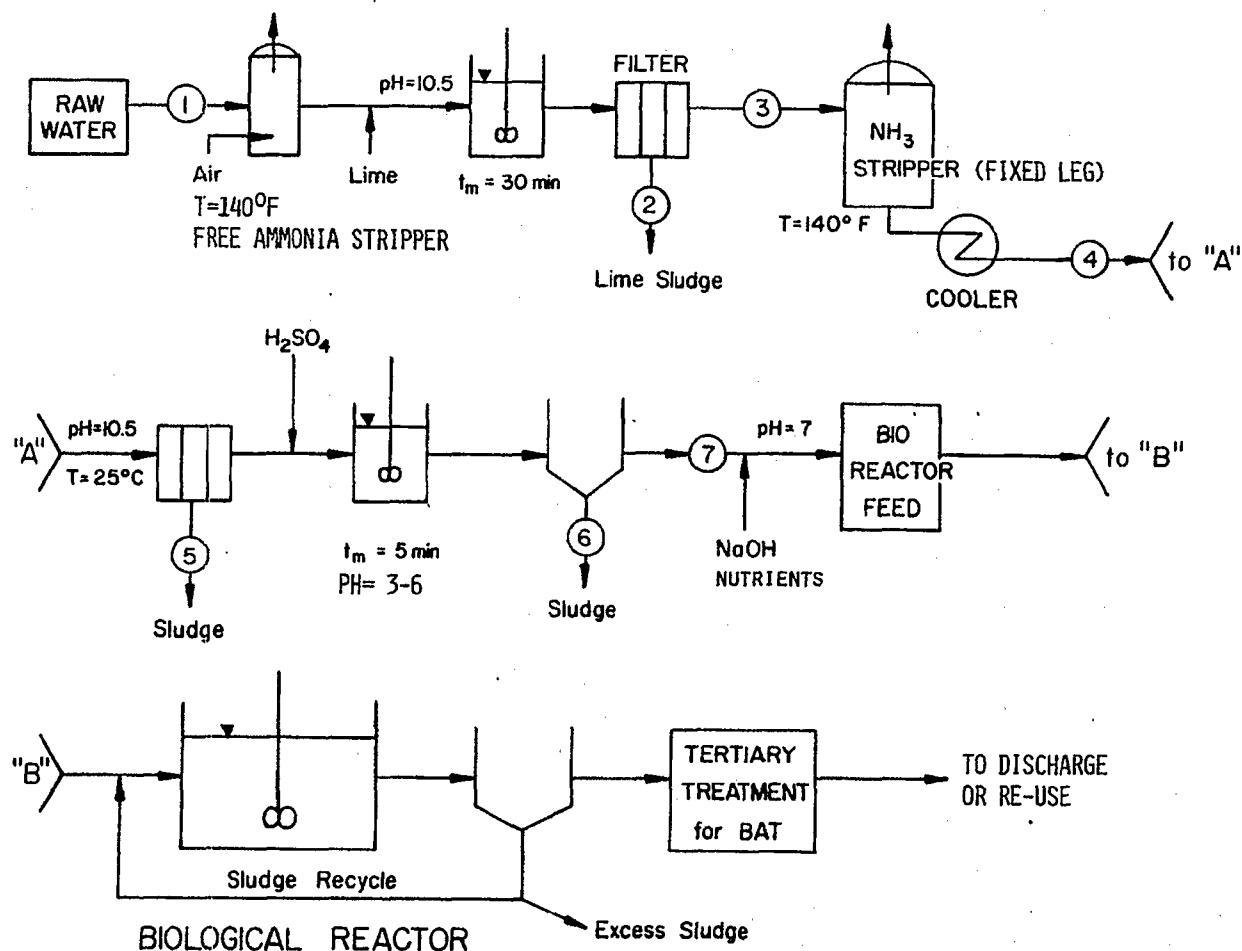 RAW
WATER
1
Air
T=140°F
FREE AMMONIA STRIPPER
Lime
pH=10.5
tm = 30 min
FILTER
2
Lime Sludge
3
NH3
STRIPPER (FIXED LEG)
T=140° F
COOLER
4
to "A"
"A"
pH=10.5
T=25°C
5
Sludge
H2SO4
tm = 5 min
PH= 3-6
6
Sludge
7
pH=7
NaOH
NUTRIENTS
BIO
REACTOR
FEED
to "B"
"B"
Sludge Recycle
BIOLOGICAL REACTOR
Excess Sludge
TERTIARY
TREATMENT
for BAT
TO DISCHARGE
OR RE-USE